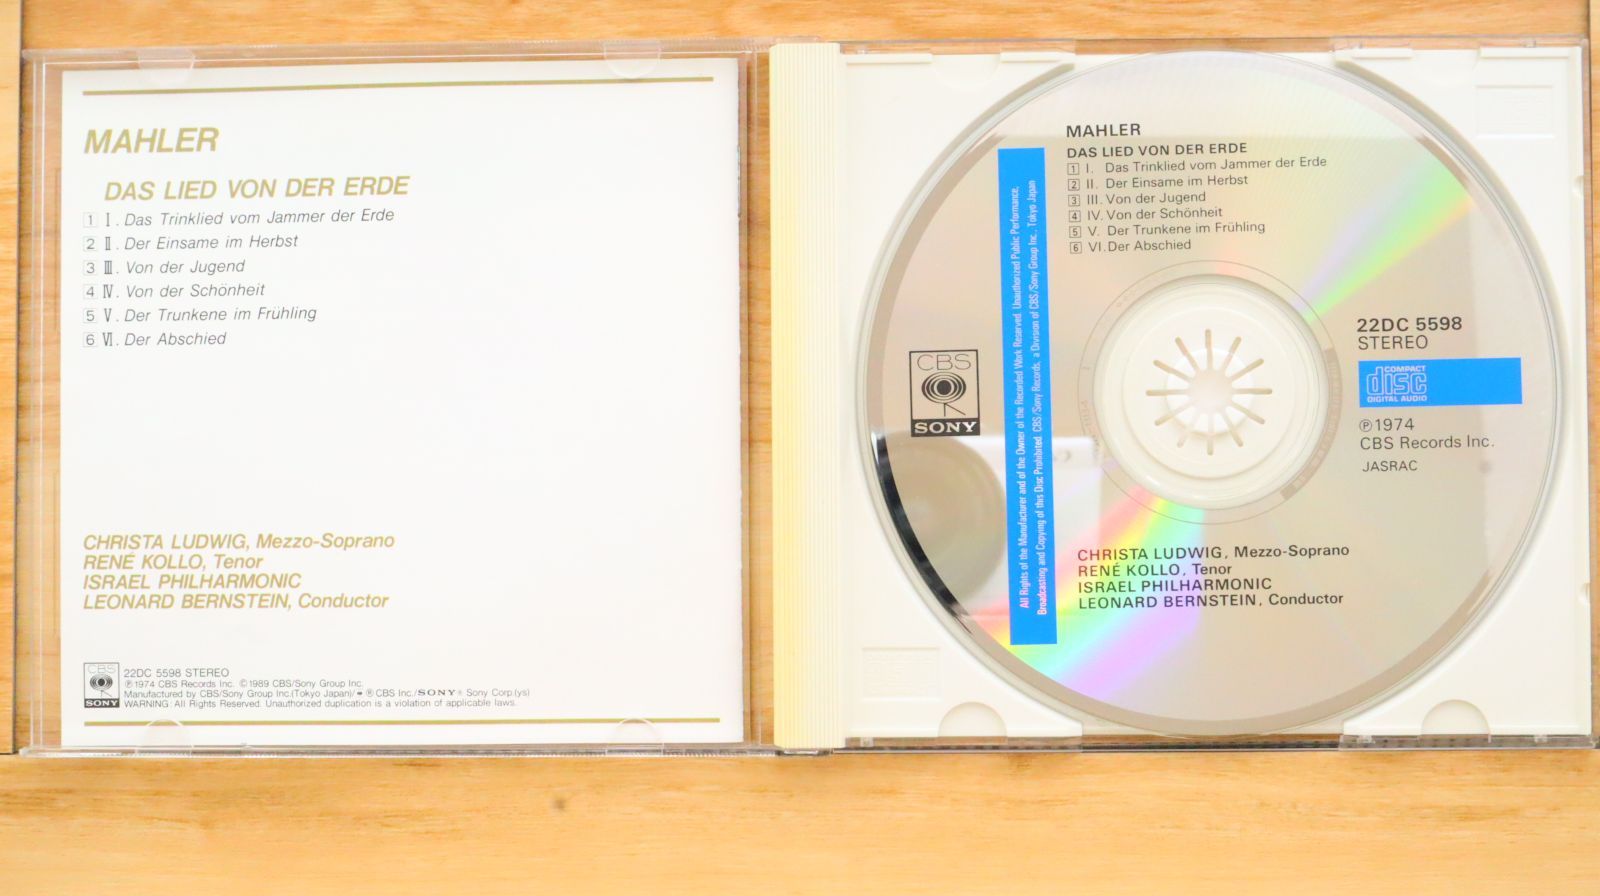 MAHLER
DAS LIED VON DER ERDE
1 Ⅰ. Das Trinklied vom Jammer der Erde
2 Ⅱ. Der Einsame im Herbst
3 Ⅲ. Von der Jugend
4 Ⅳ. Von der Schönheit
5 Ⅴ. Der Trunkene im Frühling
6 Ⅵ. Der Abschied
CHRISTA LUDWIG, Mezzo-Soprano
RENÉ KOLLO, Tenor
ISRAEL PHILHARMONIC
LEONARD BERNSTEIN, Conductor
CBS
SONY
22DC 5598 STEREO
℗1974 CBS Records Inc. ©1989 CBS/Sony Group Inc.
Manufactured by CBS/Sony Group Inc.(Tokyo Japan)/ ® CBS Inc./SONY® Sony Corp.(ys)
WARNING: All Rights Reserved. Unauthorized duplication is a violation of applicable laws.
MAHLER
DAS LIED VON DER ERDE
1 I. Das Trinklied vom Jammer der Erde
2 II. Der Einsame im Herbst
3 III. Von der Jugend
4 IV. Von der Schönheit
5 V. Der Trunkene im Frühling
6 VI. Der Abschied
All Rights of the Manufacturer and of the Owner of the Recorded Work Reserved. Unauthorized Public Performance,
Broadcasting and Copying of this Disc Prohibited. CBS/Sony Records, a Division of CBS/Sony Group Inc., Tokyo Japan
CBS
SONY
22DC 5598
STEREO
COMPACT
disc
DIGITAL AUDIO
℗1974
CBS Records Inc.
JASRAC
CHRISTA LUDWIG, Mezzo-Soprano
RENÉ KOLLO, Tenor
ISRAEL PHILHARMONIC
LEONARD BERNSTEIN, Conductor